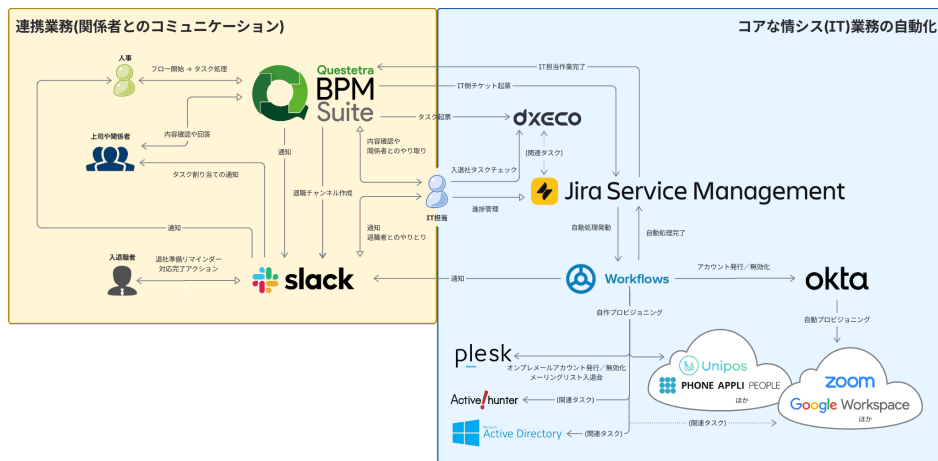 連携業務(関係者とのコミュニケーション)
コアな情シス(IT)業務の自動化
人事
フロー開始 → タスク処理
Questetra
BPM
Suite
IT担当作業完了
IT側チケット起票
タスク起票
dxeco
上司や関係者
内容確認や回答
タスク割り当ての通知
通知
内容確認や
関係者とのやり取り
(関連タスク)
入退社タスクチェック
退職チャンネル作成
IT担当
進捗管理
Jira Service Management
通知
通知
退職者とのやりとり
自動処理発動
自動処理完了
入退職者
退社準備リマインダー
対応完了アクション
slack
通知
Workflows
アカウント発行／無効化
okta
自作プロビジョニング
自動プロビジョニング
plesk
オンプレメールアカウント発行／無効化
メーリングリスト入退会
Unipos
PHONE APPLI PEOPLE
ほか
zoom
Google Workspace
ほか
Active!hunter
(関連タスク)
Microsoft
Active Directory
(関連タスク)
(関連タスク)